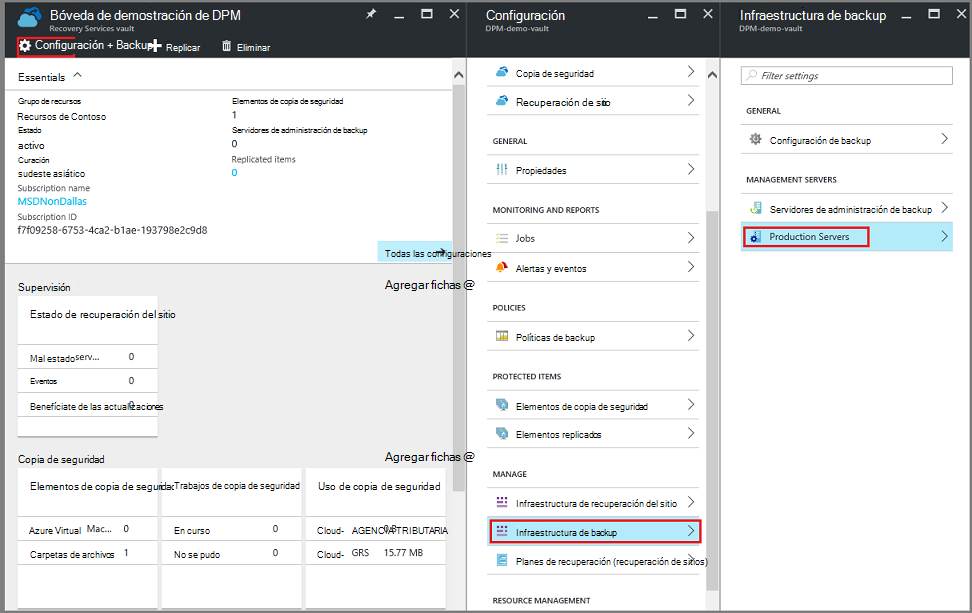 Bóveda de demostración de DPM
Recovery Services vault
Configuración + Backup
Replicar
Eliminar
Essentials
Grupo de recursos
Recursos de Contoso
Estado
activo
Curación
sudeste asiático
Subscription name
MSDNonDallas
Subscription ID
f7f09258-6753-4ca2-b1ae-193798e2c9d8
Elementos de copia de seguridad
1
Servidores de administración de backup
0
Replicated items
0
Todas las configuraciones
Supervisión
Agregar fichas @
Estado de recuperación del sitio
Mal estado serv... 0
Eventos 0
Benefíciate de las actualizaciones 0
Copia de seguridad
Agregar fichas @
Elementos de copia de seguridad
Azure Virtual Mac... 0
Carpetas de archivos 1
Trabajos de copia de seguridad
En curso 0
No se pudo 0
Uso de copia de seguridad
Cloud- AGENCIA TRIBUTARIA 0 B
Cloud- GRS 15.77 MB
Configuración
DPM-demo-vault
Copia de seguridad
Recuperación de sitio
GENERAL
Propiedades
MONITORING AND REPORTS
Jobs
Alertas y eventos
POLICIES
Políticas de backup
PROTECTED ITEMS
Elementos de copia de seguridad
Elementos replicados
MANAGE
Infraestructura de recuperación del sitio
Infraestructura de backup
Planes de recuperación (recuperación de sitios)
RESOURCE MANAGEMENT
Infraestructura de backup
DPM-demo-vault
Filter settings
GENERAL
Configuración de backup
MANAGEMENT SERVERS
Servidores de administración de backup
Production Servers